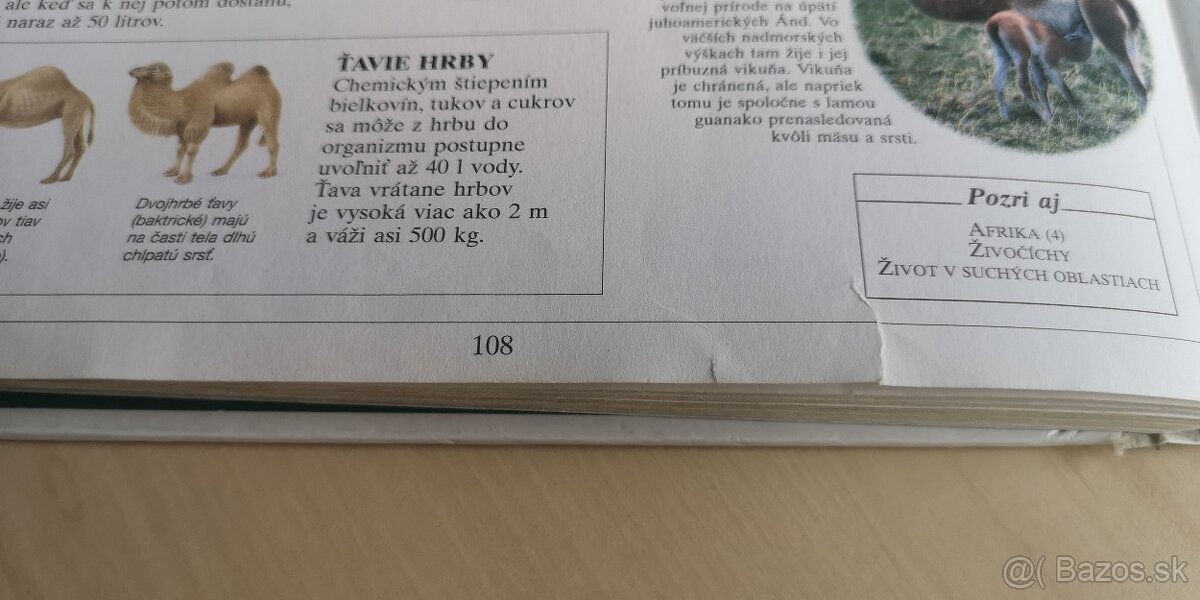 ale keď sa k nej potom dostanú,
naraz až 50 litrov.
žije asi
ov tiav
ch
).
Dvojhrbé ťavy
(baktrické) majú
na časti tela dlhú
chlpatú srsť.
ŤAVIE HRBY
Chemickým štiepením
bielkovín, tukov a cukrov
sa môže z hrbu do
organizmu postupne
uvoľniť až 40 l vody.
Ťava vrátane hrbov
je vysoká viac ako 2 m
a váži asi 500 kg.
voľnej prírode na úpätí
juhoamerických Ánd. Vo
väčších nadmorských
výškach tam žije i jej
príbuzná vikuňa. Vikuňa
je chránená, ale napriek
tomu je spoločne s lamou
guanako prenasledovaná
kvôli mäsu a srsti.
Pozri aj
AFRIKA (4)
ŽIVOČÍCHY
ŽIVOT V SUCHÝCH OBLASTIACH
108
@( Bazos.sk